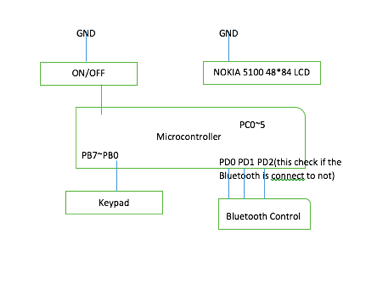 GND
GND
ON/OFF
NOKIA 5100 48*84 LCD
PC0~5
Microcontroller
PB7~PB0
PD0 PD1 PD2(this check if the
Bluetooth is connect to not)
Keypad
Bluetooth Control